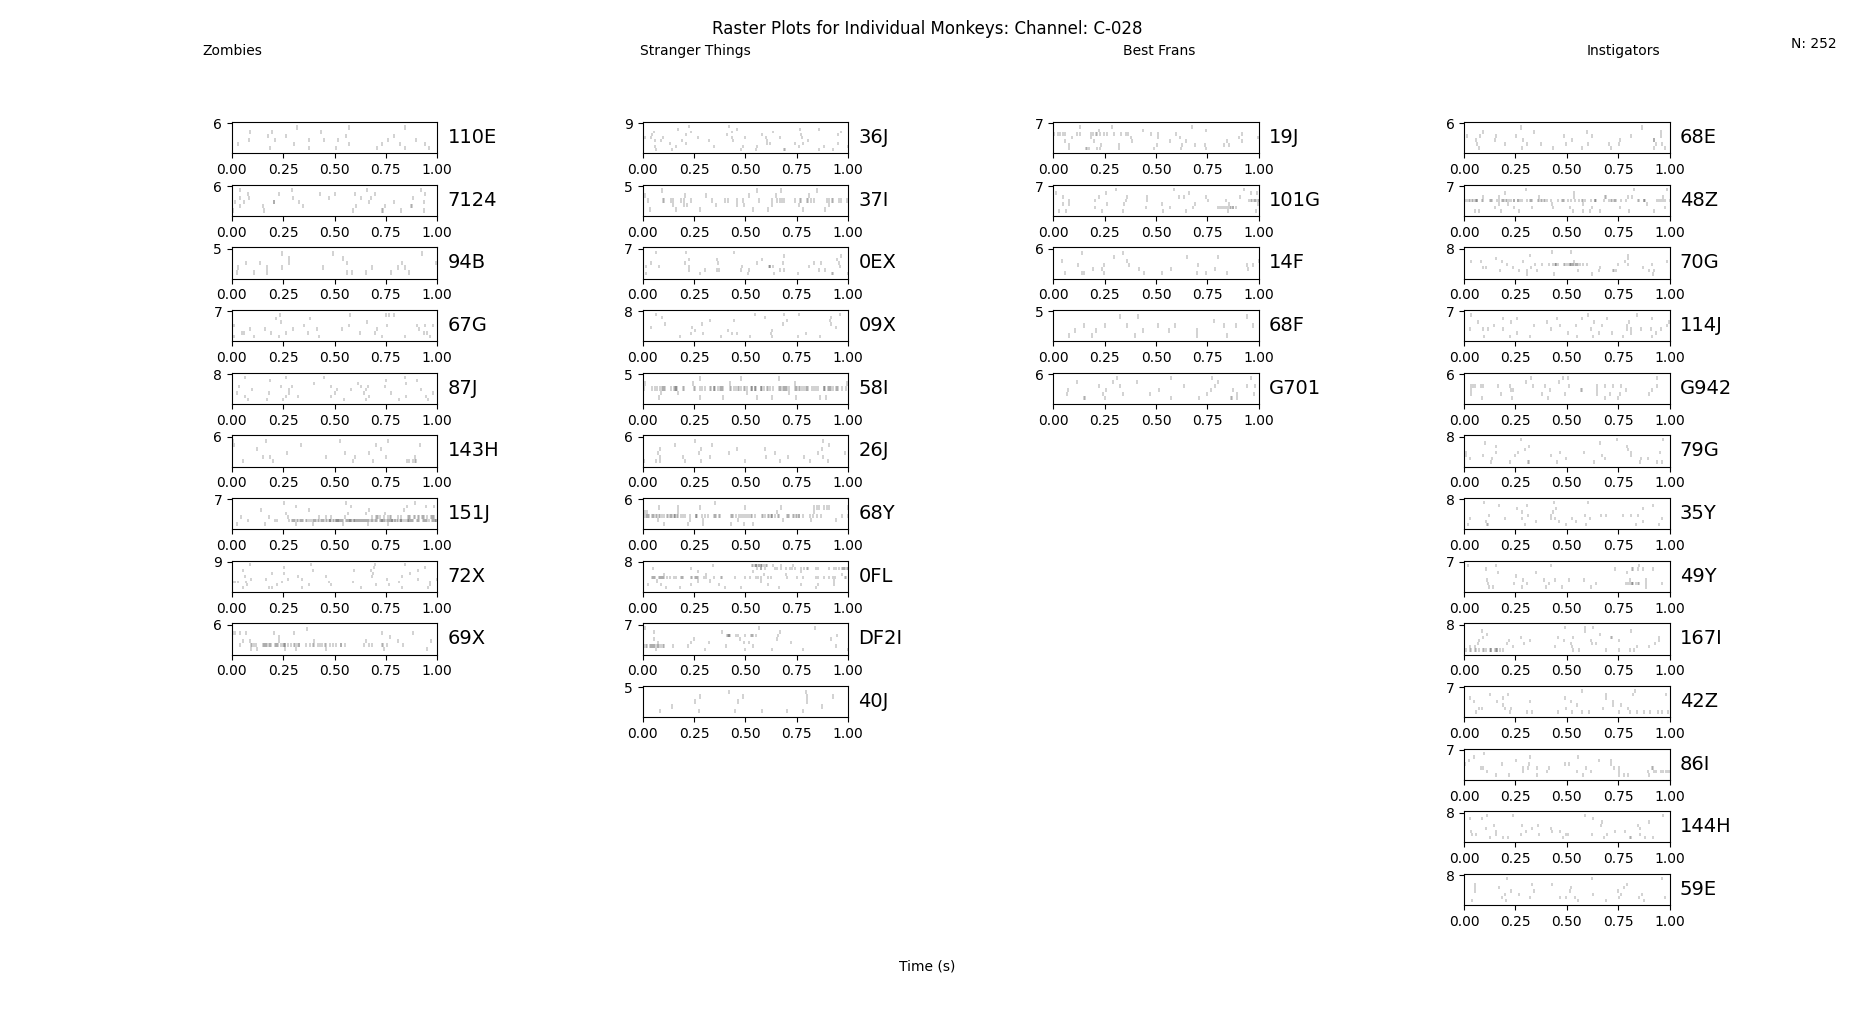 Raster Plots for Individual Monkeys: Channel: C-028
Zombies Stranger Things Best Frans Instigators N: 252
6 110E 9 36J 7 19J 6 68E
0.00 0.25 0.50 0.75 1.00 0.00 0.25 0.50 0.75 1.00 0.00 0.25 0.50 0.75 1.00 0.00 0.25 0.50 0.75 1.00
6 7124 5 37I 7 101G 7 48Z
0.00 0.25 0.50 0.75 1.00 0.00 0.25 0.50 0.75 1.00 0.00 0.25 0.50 0.75 1.00 0.00 0.25 0.50 0.75 1.00
5 94B 7 0EX 6 14F 8 70G
0.00 0.25 0.50 0.75 1.00 0.00 0.25 0.50 0.75 1.00 0.00 0.25 0.50 0.75 1.00 0.00 0.25 0.50 0.75 1.00
7 67G 8 09X 5 68F 7 114J
0.00 0.25 0.50 0.75 1.00 0.00 0.25 0.50 0.75 1.00 0.00 0.25 0.50 0.75 1.00 0.00 0.25 0.50 0.75 1.00
8 87J 5 58I 6 G701 6 G942
0.00 0.25 0.50 0.75 1.00 0.00 0.25 0.50 0.75 1.00 0.00 0.25 0.50 0.75 1.00 0.00 0.25 0.50 0.75 1.00
6 143H 6 26J 8 79G
0.00 0.25 0.50 0.75 1.00 0.00 0.25 0.50 0.75 1.00 0.00 0.25 0.50 0.75 1.00
7 151J 6 68Y 8 35Y
0.00 0.25 0.50 0.75 1.00 0.00 0.25 0.50 0.75 1.00 0.00 0.25 0.50 0.75 1.00
9 72X 8 0FL 7 49Y
0.00 0.25 0.50 0.75 1.00 0.00 0.25 0.50 0.75 1.00 0.00 0.25 0.50 0.75 1.00
6 69X 7 DF2I 8 167I
0.00 0.25 0.50 0.75 1.00 0.00 0.25 0.50 0.75 1.00 0.00 0.25 0.50 0.75 1.00
5 40J 7 42Z
0.00 0.25 0.50 0.75 1.00 0.00 0.25 0.50 0.75 1.00
7 86I
0.00 0.25 0.50 0.75 1.00
8 144H
0.00 0.25 0.50 0.75 1.00
8 59E
0.00 0.25 0.50 0.75 1.00
Time (s)